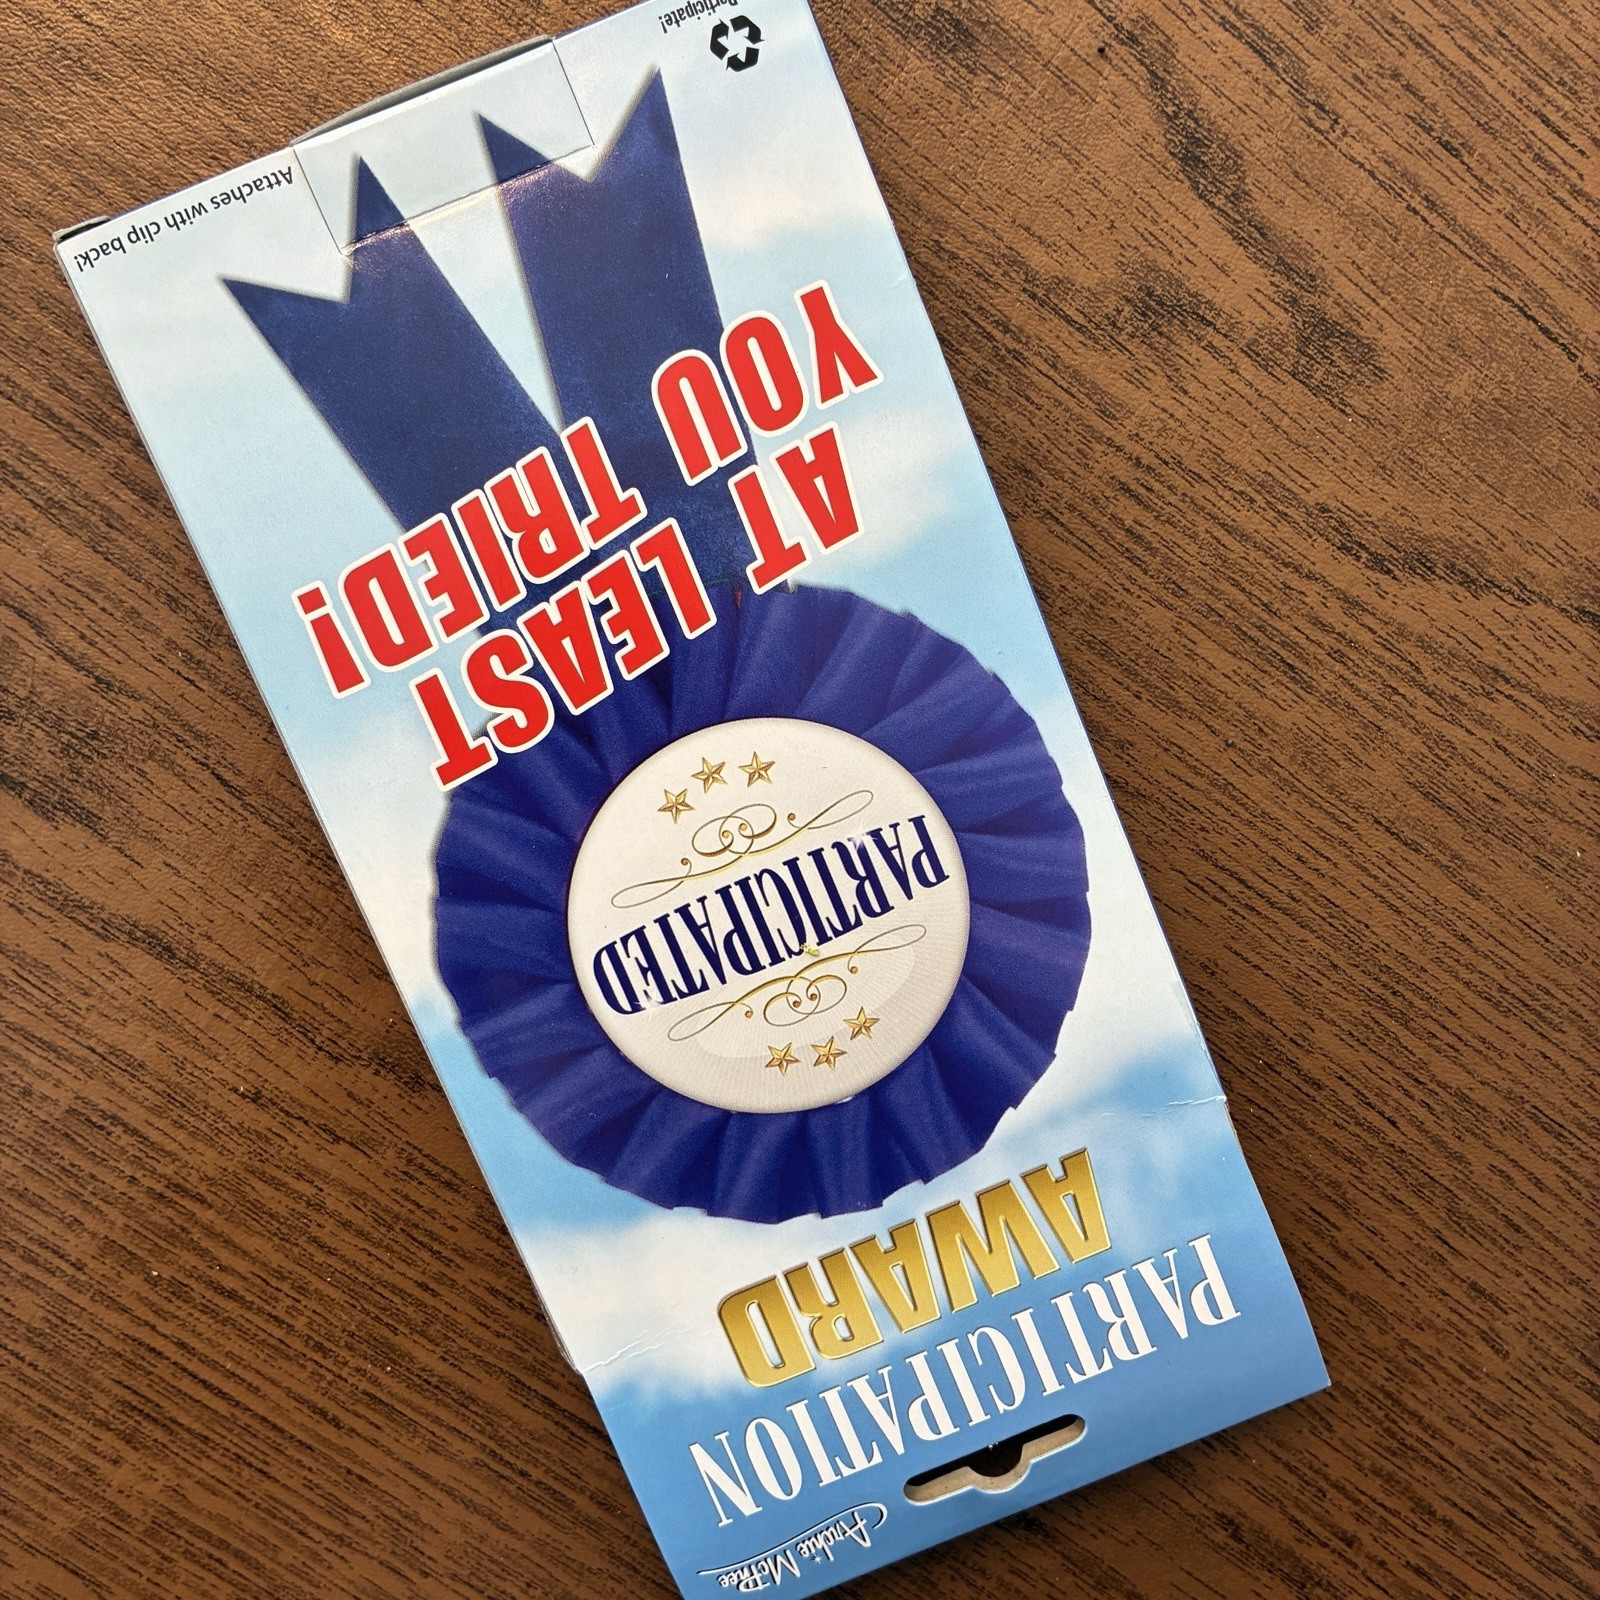 Archie McPhee
PARTICIPATION
AWARD
PARTICIPATED
AT LEAST
YOU TRIED!
Attaches with clip back!
Participate!